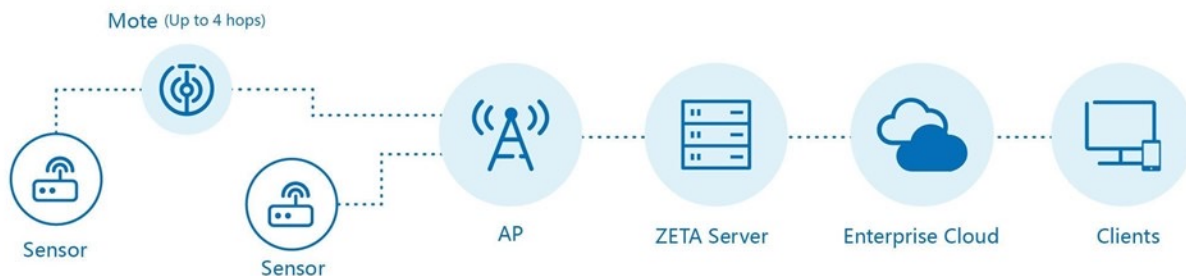 Mote (Up to 4 hops)
Sensor
Sensor
AP
ZETA Server
Enterprise Cloud
Clients